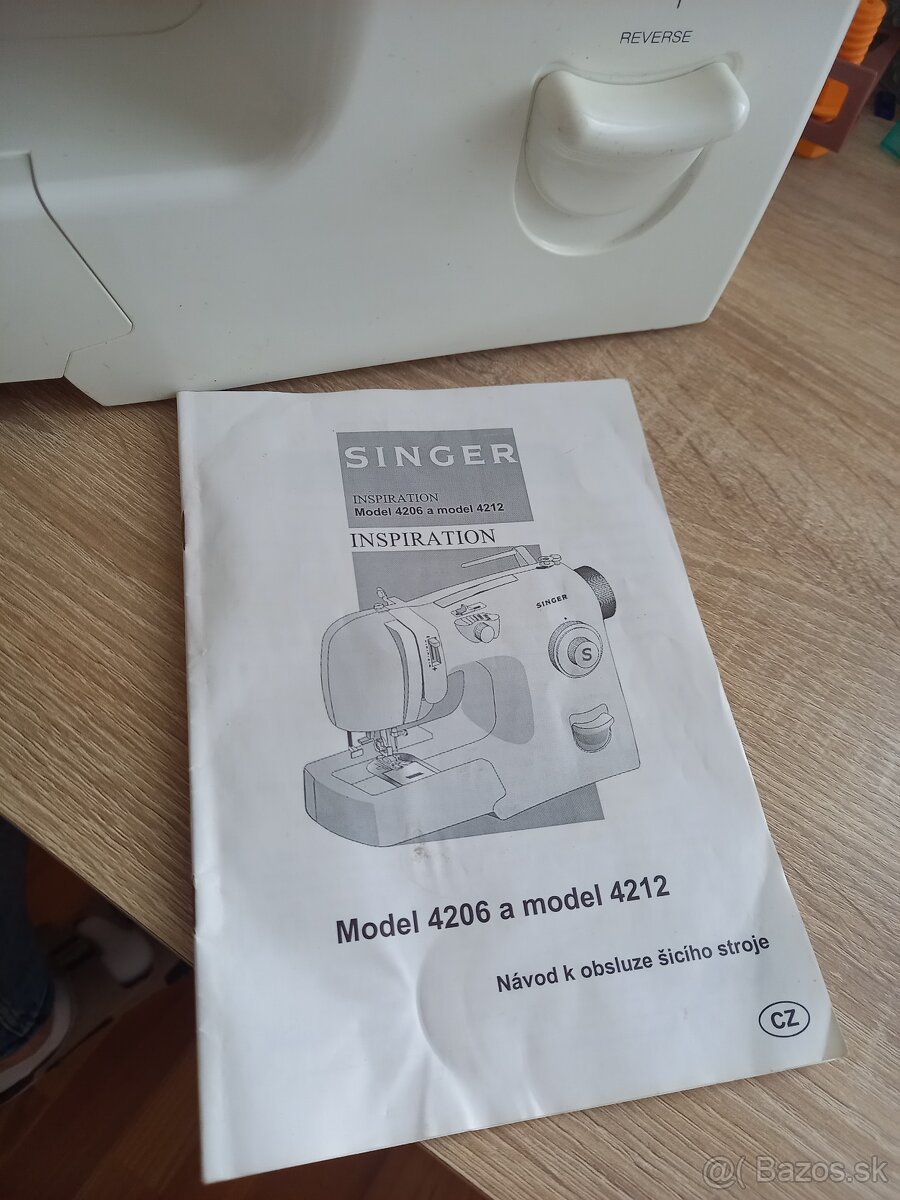 REVERSE
SINGER
INSPIRATION
Model 4206 a model 4212
INSPIRATION
SINGER
S
Model 4206 a model 4212
Návod k obsluze šicího stroje
CZ
@( Bazos.sk